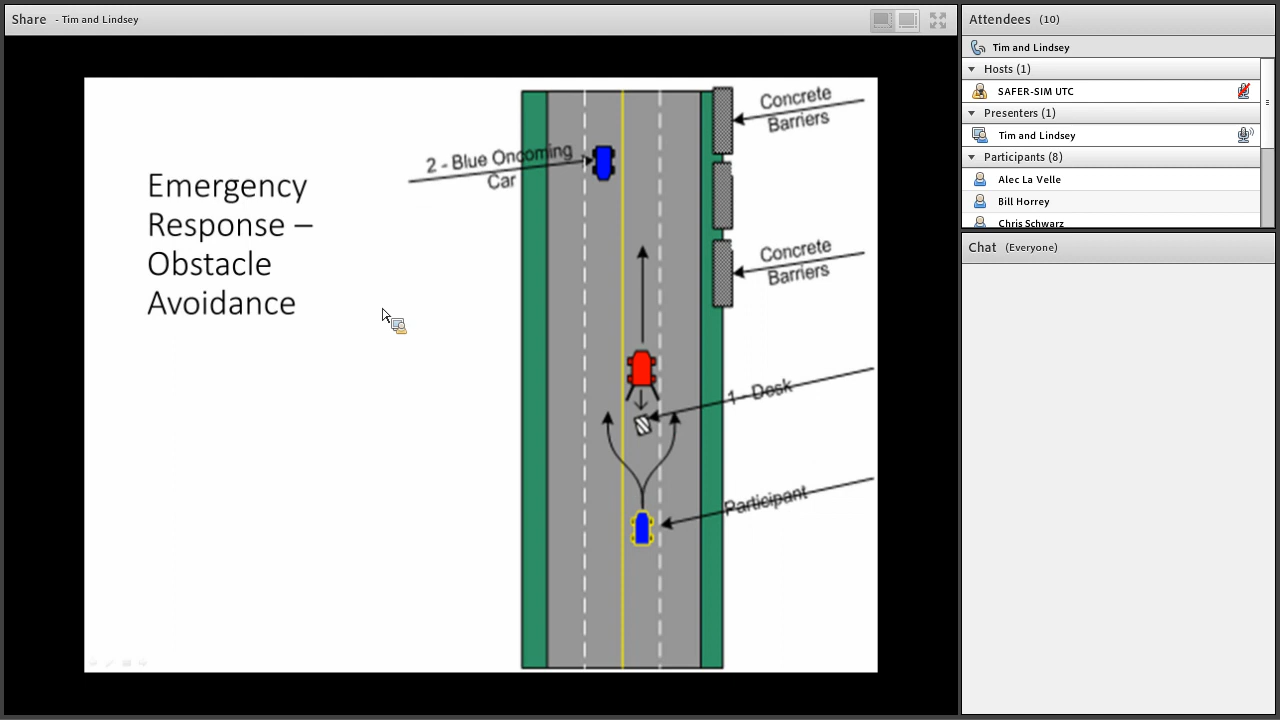 Share - Tim and Lindsey
Emergency
Response –
Obstacle
Avoidance
2 - Blue Oncoming
Car
Concrete
Barriers
Concrete
Barriers
1 - Desk
Participant
Attendees (10)
Tim and Lindsey
Hosts (1)
SAFER-SIM UTC
Presenters (1)
Tim and Lindsey
Participants (8)
Alec La Velle
Bill Horrey
Chris Schwarz
Chat (Everyone)